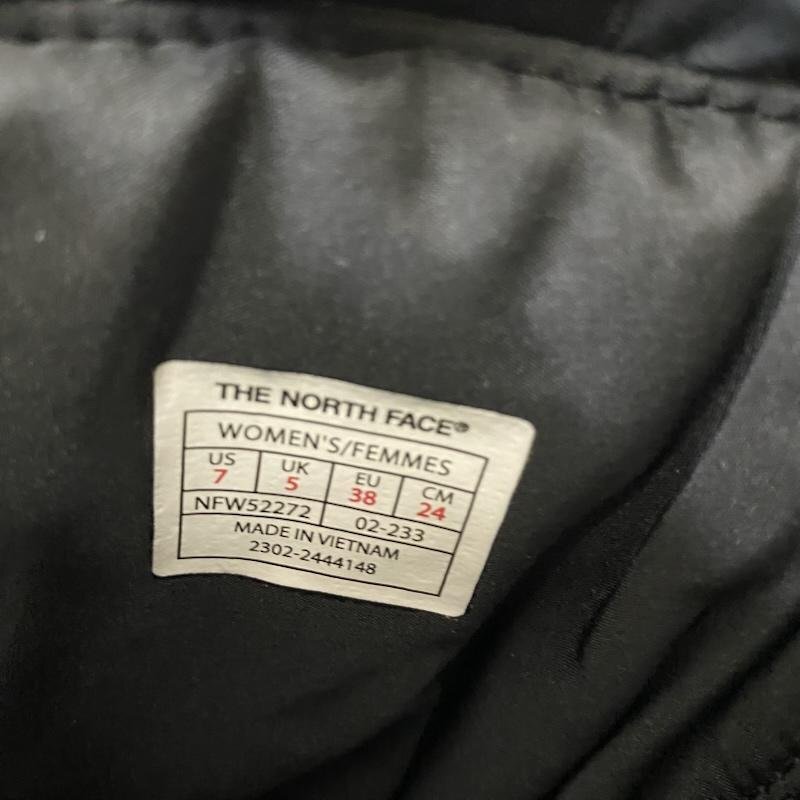 THE NORTH FACE®
WOMEN'S/FEMMES
US UK EU CM
7 5 38 24
NFW52272 02-233
MADE IN VIETNAM
2302-2444148